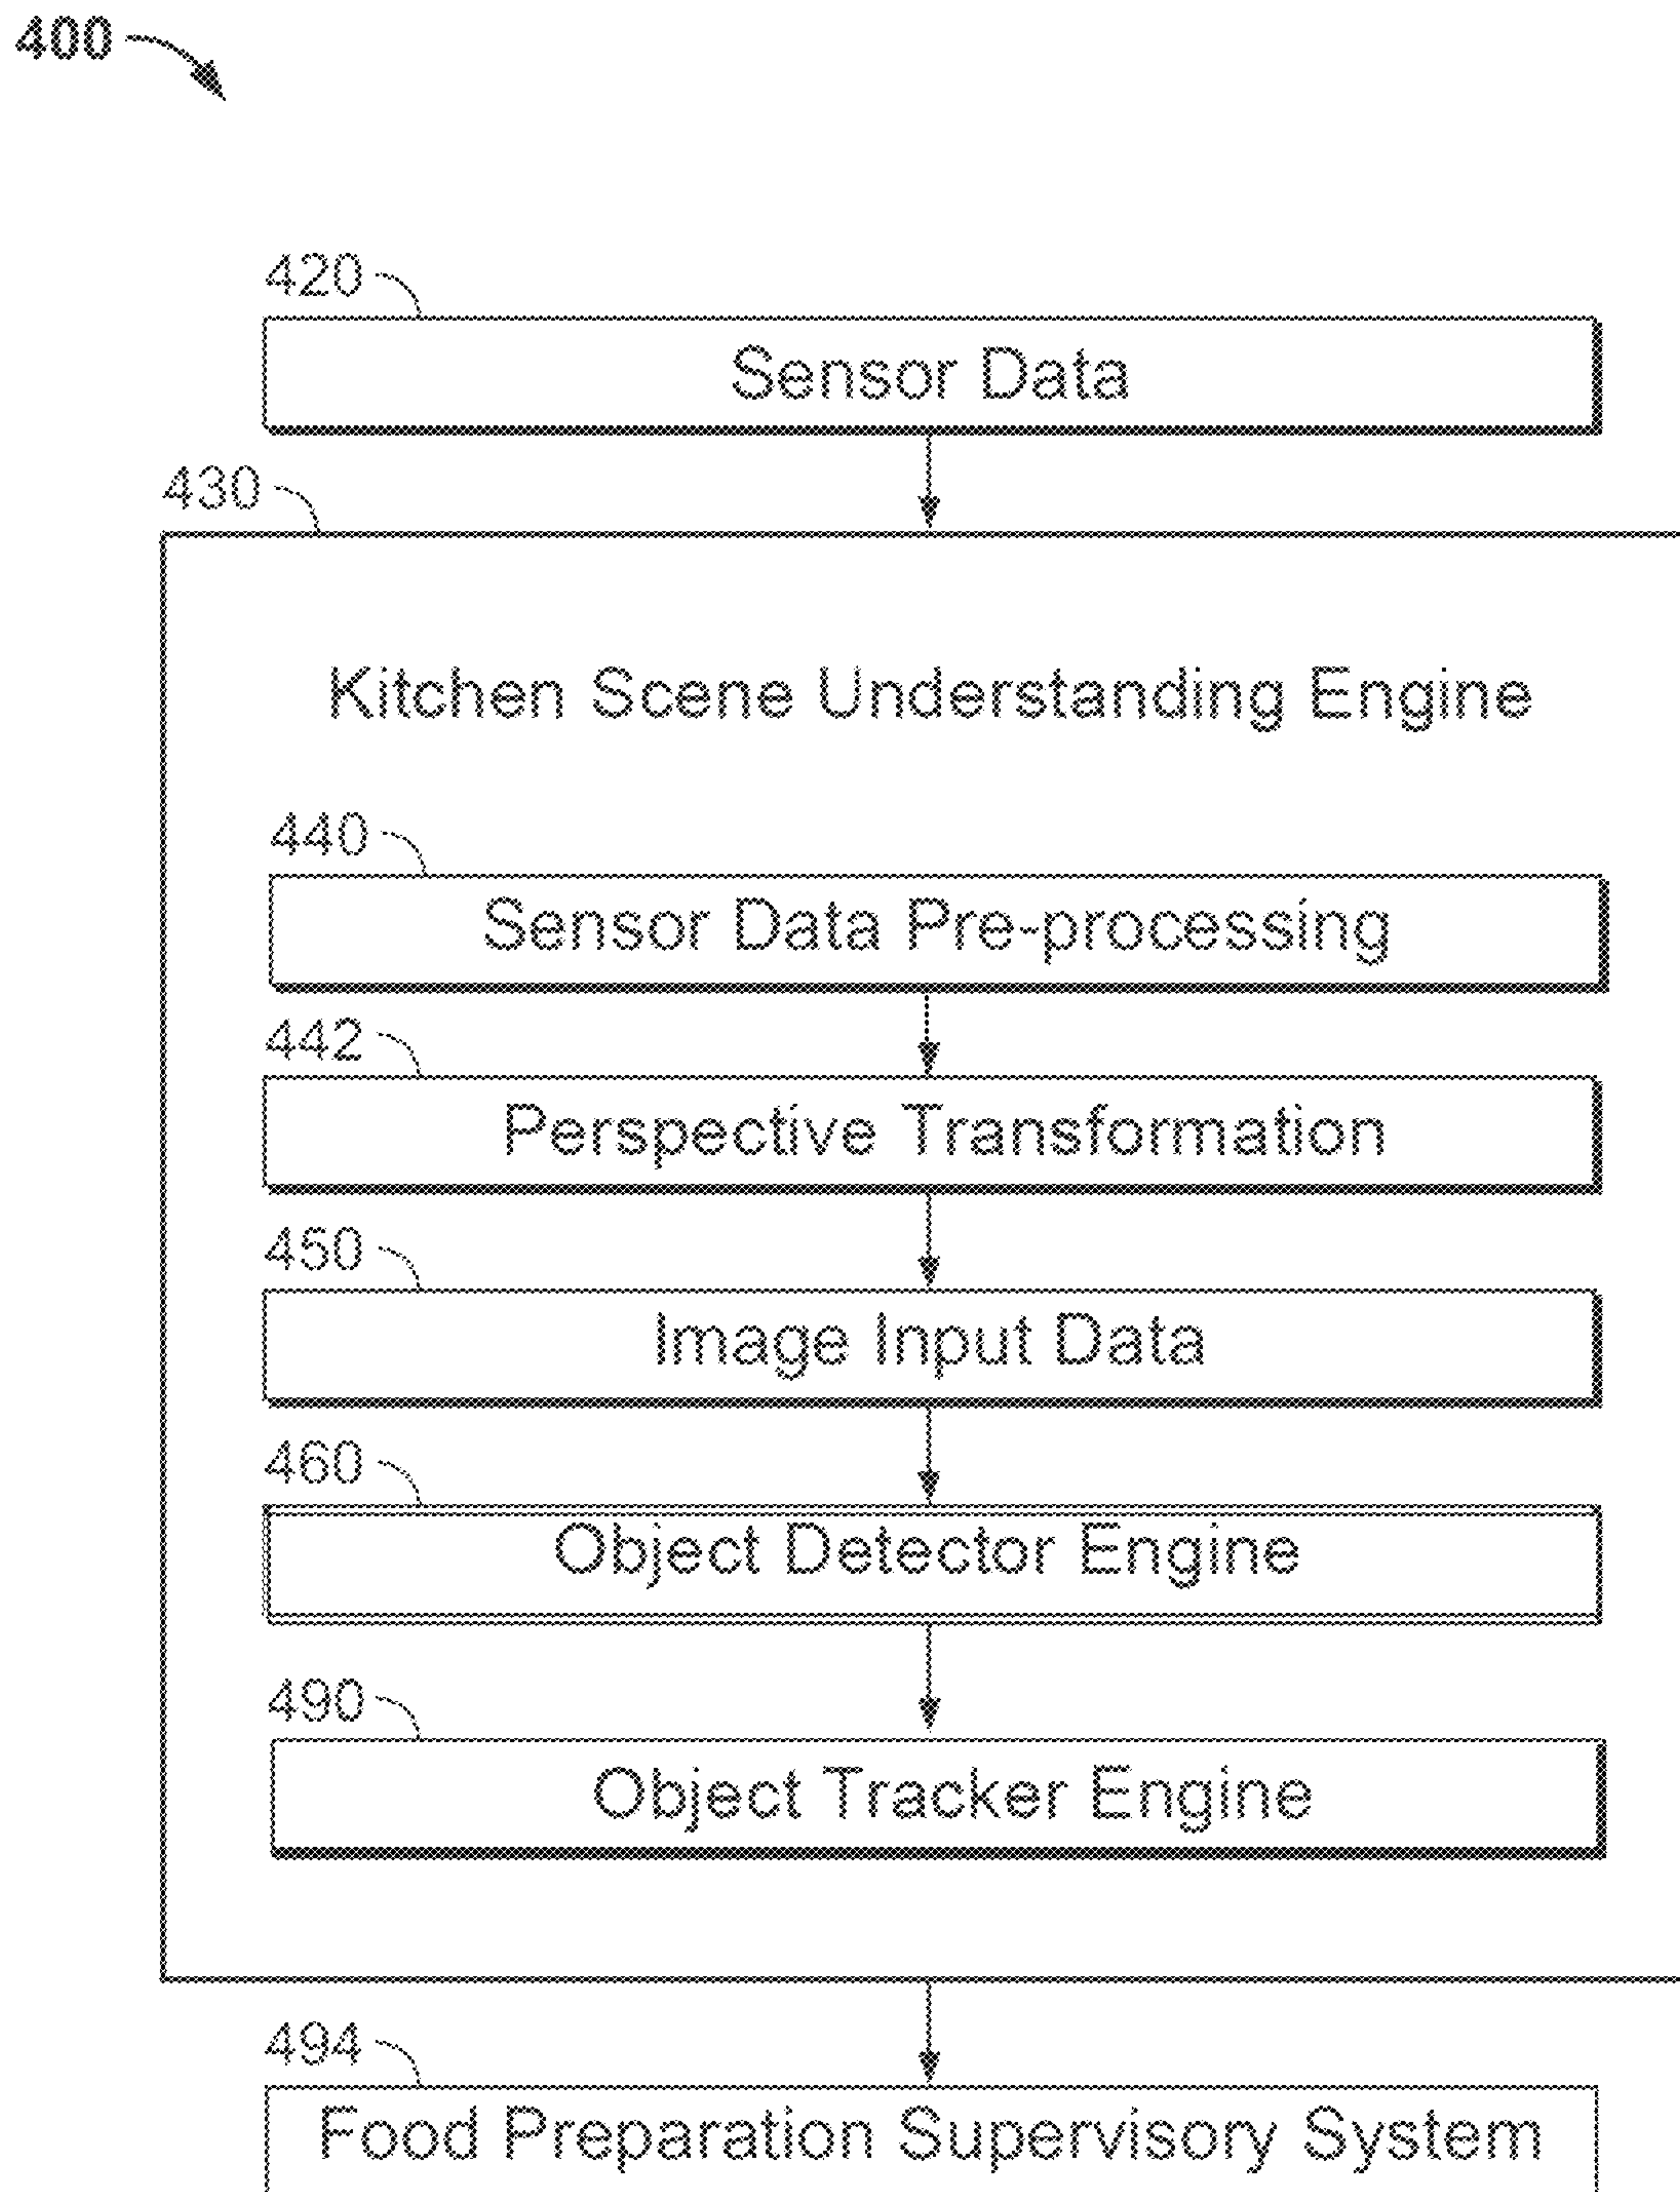 400
420
Sensor Data
430
Kitchen Scene Understanding Engine
440
Sensor Data Pre-processing
442
Perspective Transformation
450
Image Input Data
460
Object Detector Engine
490
Object Tracker Engine
494
Food Preparation Supervisory System